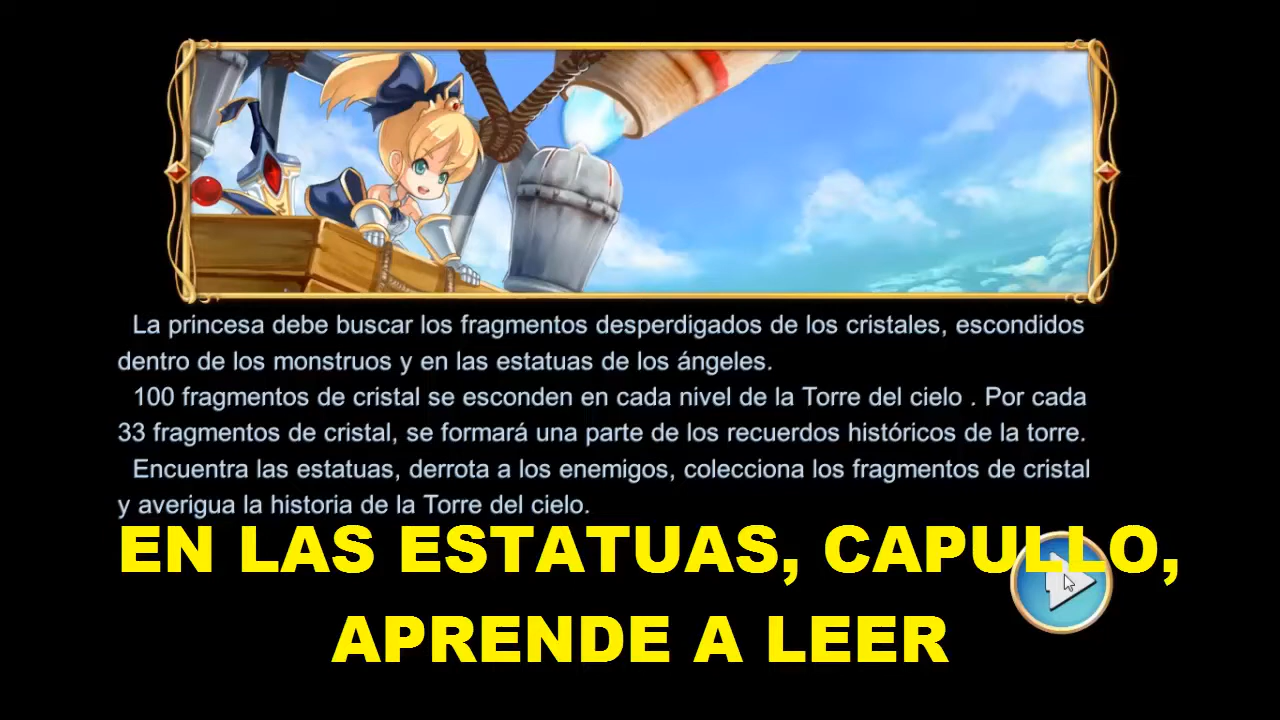 La princesa debe buscar los fragmentos desperdigados de los cristales, escondidos
dentro de los monstruos y en las estatuas de los ángeles.
100 fragmentos de cristal se esconden en cada nivel de la Torre del cielo . Por cada
33 fragmentos de cristal, se formará una parte de los recuerdos históricos de la torre.
Encuentra las estatuas, derrota a los enemigos, colecciona los fragmentos de cristal
y averigua la historia de la Torre del cielo.
EN LAS ESTATUAS, CAPULLO,
APRENDE A LEER